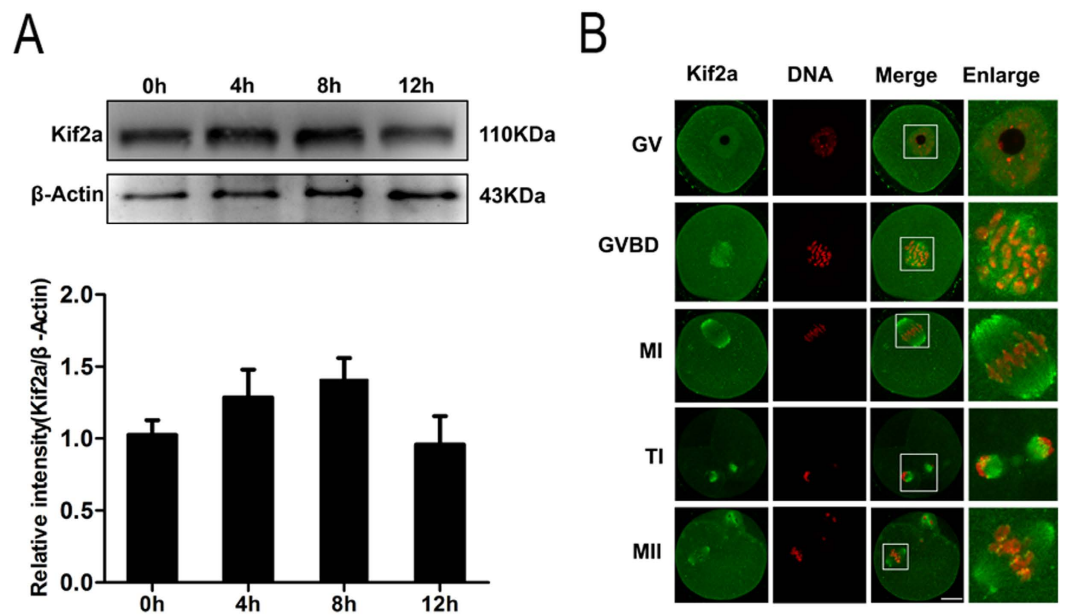 A
0h 4h 8h 12h
Kif2a 110KDa
β-Actin 43KDa
Relative intensity(Kif2a/β -Actin)
2.0
1.5
1.0
0.5
0.0
0h 4h 8h 12h
B
Kif2a DNA Merge Enlarge
GV
GVBD
MI
TI
MII